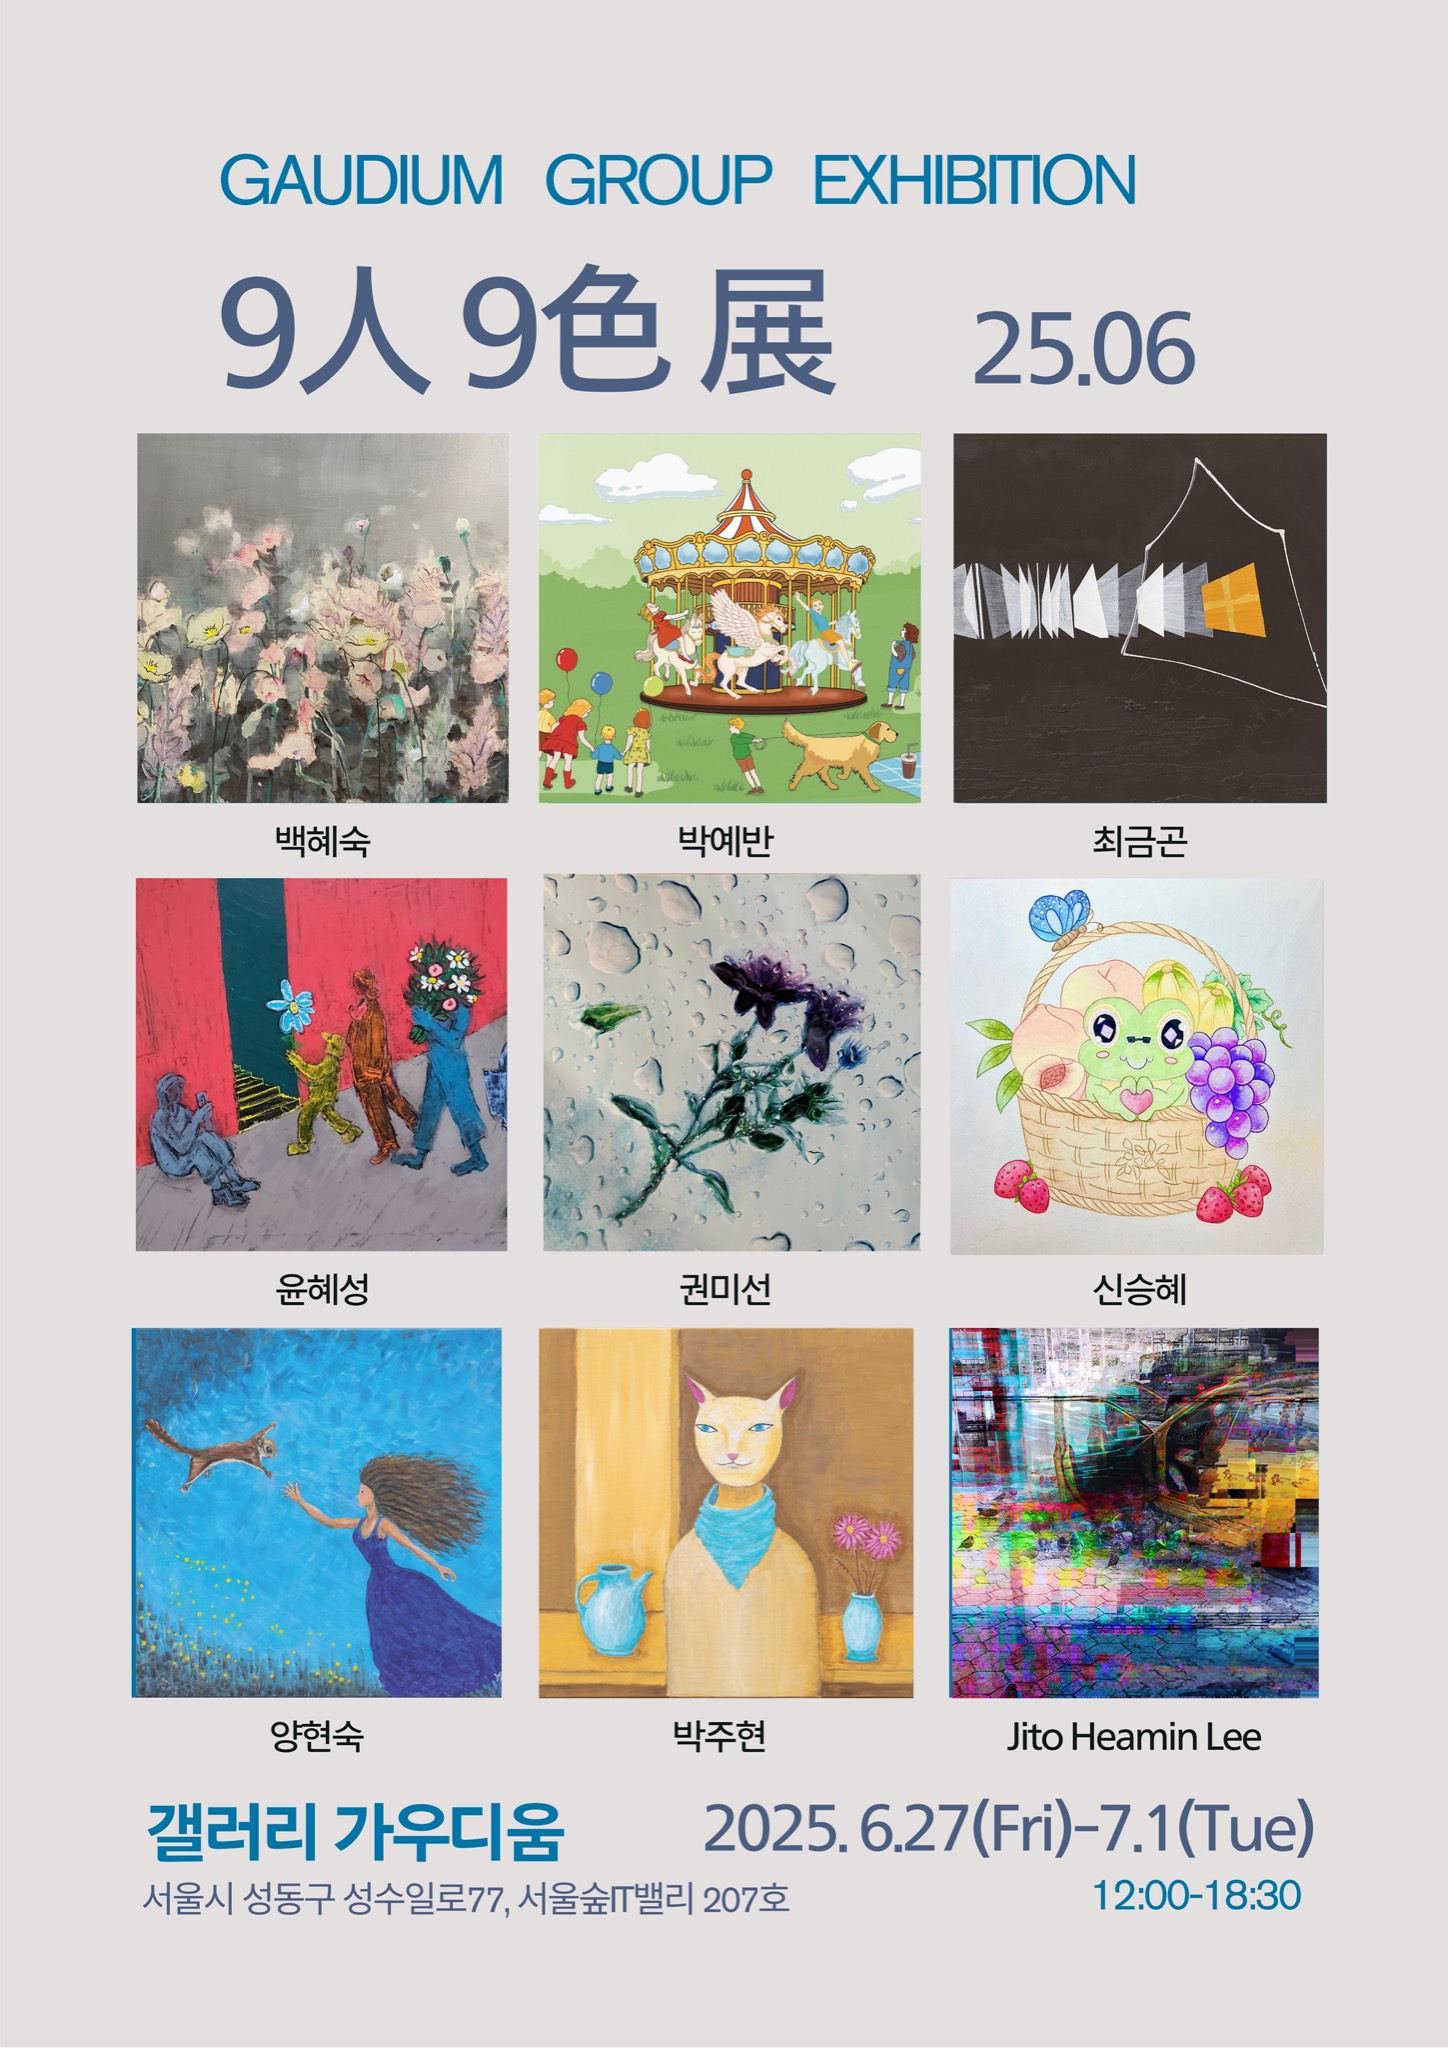 GAUDIUM GROUP EXHIBITION
9人 9色 展 25.06
백혜숙 박예반 최금곤
윤혜성 권미선 신승혜
양현숙 박주현 Jito Heamin Lee
갤러리 가우디움 2025. 6.27(Fri)-7.1(Tue)
서울시 성동구 성수일로77, 서울숲IT밸리 207호 12:00-18:30